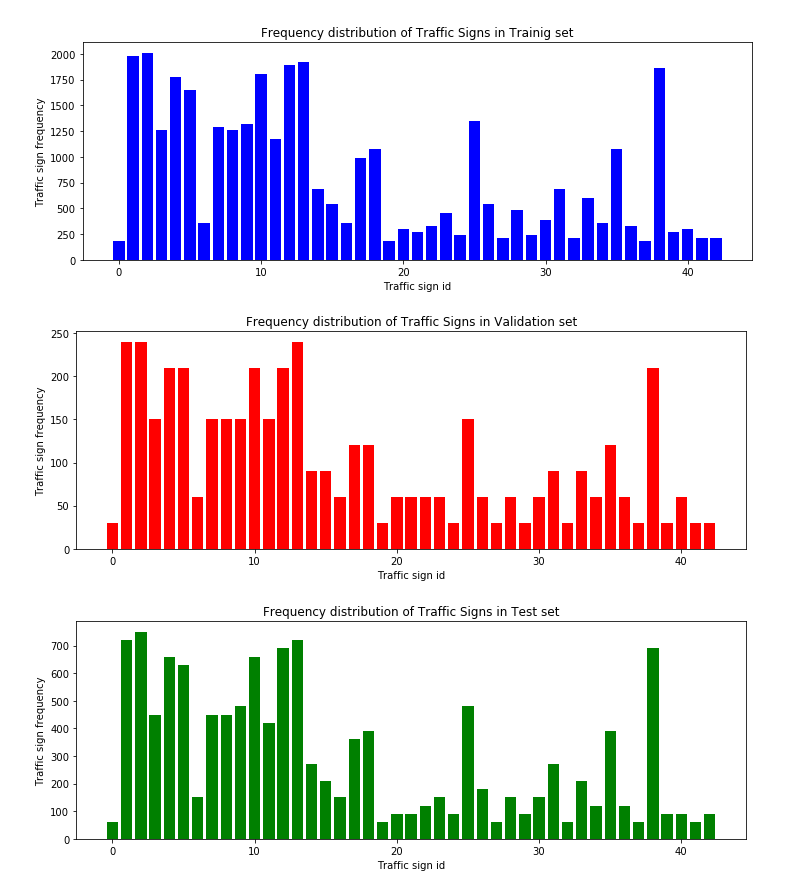 Frequency distribution of Traffic Signs in Trainig set
Traffic sign frequency
2000
1750
1500
1250
1000
750
500
250
0
0 10 20 30 40
Traffic sign id
Frequency distribution of Traffic Signs in Validation set
Traffic sign frequency
250
200
150
100
50
0
0 10 20 30 40
Traffic sign id
Frequency distribution of Traffic Signs in Test set
Traffic sign frequency
700
600
500
400
300
200
100
0
0 10 20 30 40
Traffic sign id